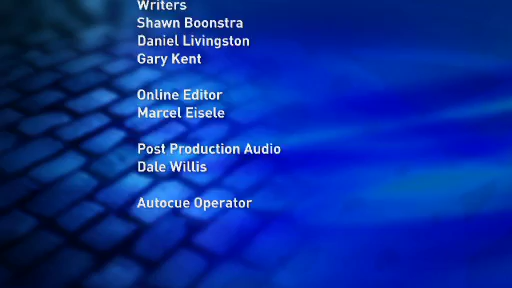 Writers
Shawn Boonstra
Daniel Livingston
Gary Kent
Online Editor
Marcel Eisele
Post Production Audio
Dale Willis
Autocue Operator